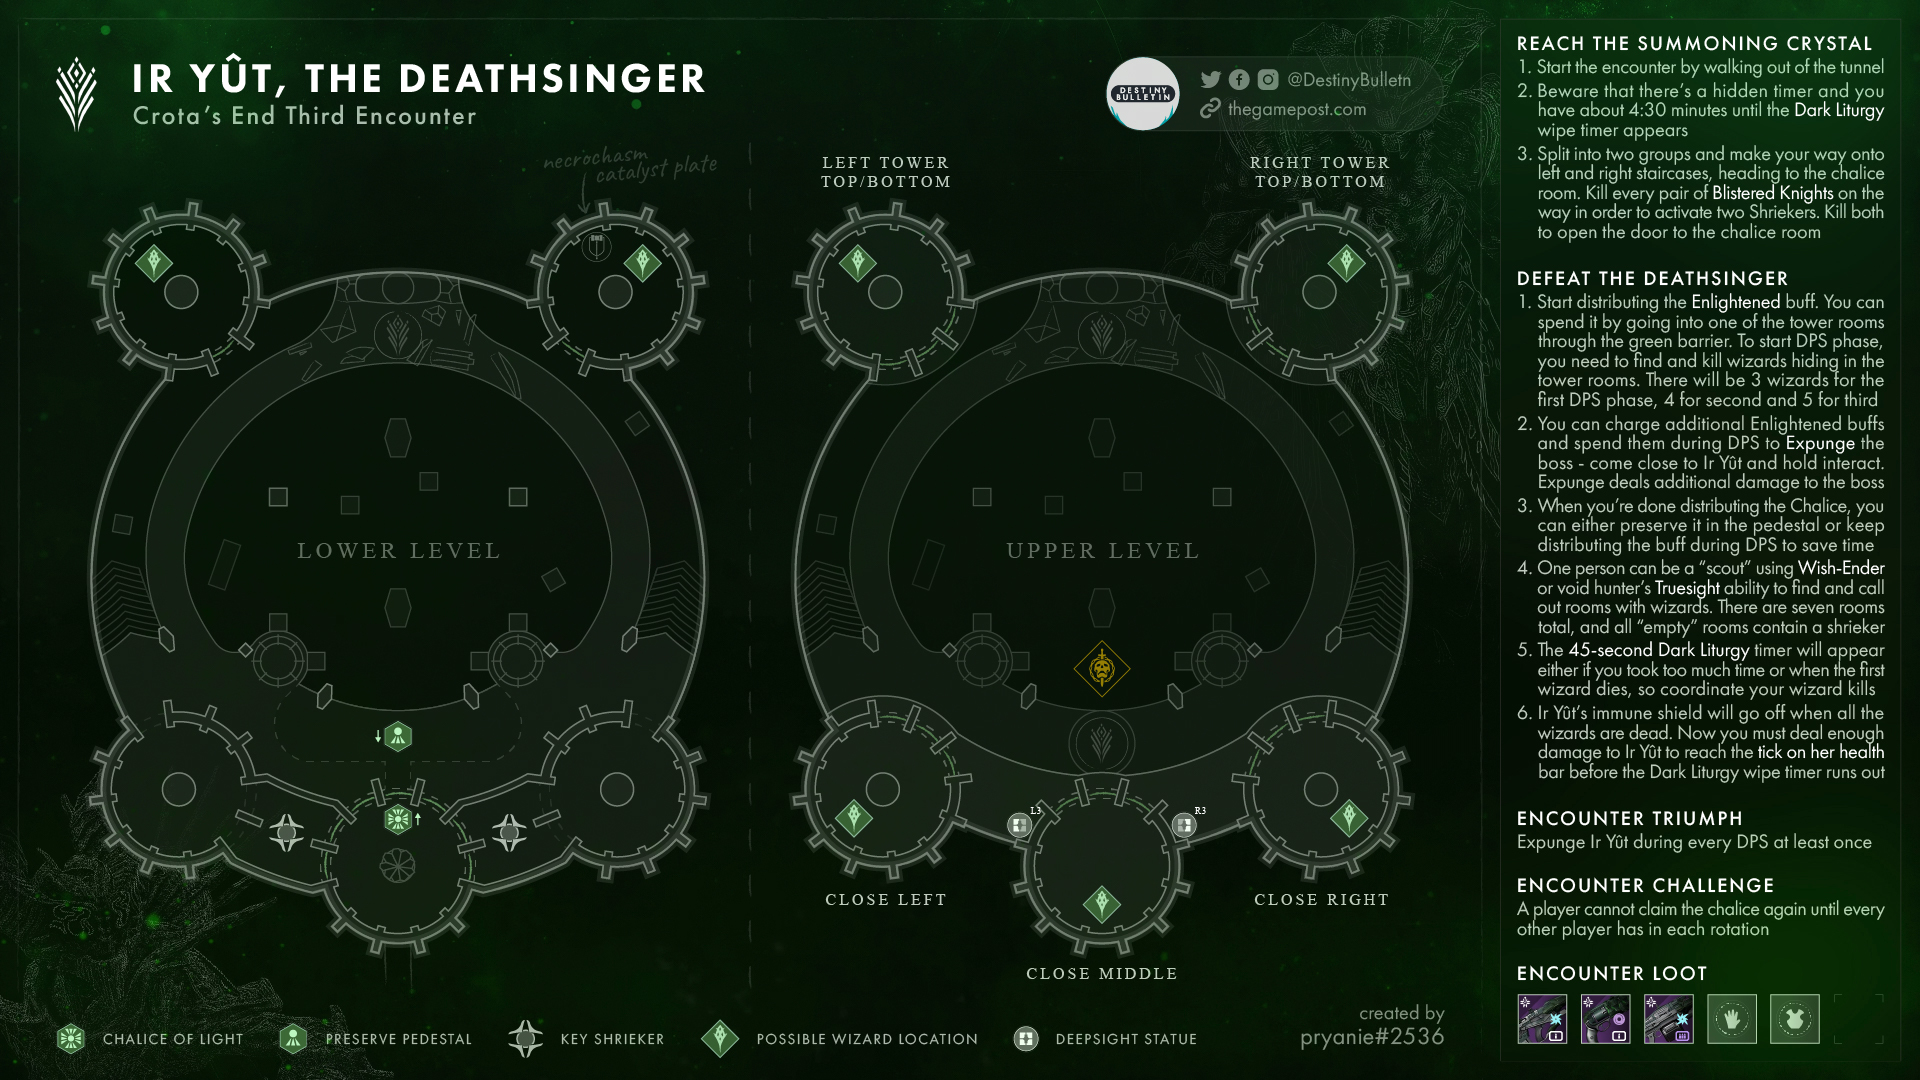 IR YÛT, THE DEATHSINGER
Crota's End Third Encounter
DESTINY
BULLETIN
@DestinyBulletn
thegamepost.com
necrochasm
catalyst plate
LEFT TOWER
TOP/BOTTOM
RIGHT TOWER
TOP/BOTTOM
LOWER LEVEL
UPPER LEVEL
L3
R3
CLOSE LEFT
CLOSE RIGHT
CLOSE MIDDLE
CHALICE OF LIGHT
PRESERVE PEDESTAL
KEY SHRIEKER
POSSIBLE WIZARD LOCATION
DEEPSIGHT STATUE
created by
pryanie#2536
REACH THE SUMMONING CRYSTAL
1. Start the encounter by walking out of the tunnel
2. Beware that there's a hidden timer and you
have about 4:30 minutes until the Dark Liturgy
wipe timer appears
3. Split into two groups and make your way onto
left and right staircases, heading to the chalice
room. Kill every pair of Blistered Knights on the
way in order to activate two Shriekers. Kill both
to open the door to the chalice room
DEFEAT THE DEATHSINGER
1. Start distributing the Enlightened buff. You can
spend it by going into one of the tower rooms
through the green barrier. To start DPS phase,
you need to find and kill wizards hiding in the
tower rooms. There will be 3 wizards for the
first DPS phase, 4 for second and 5 for third
2. You can charge additional Enlightened buffs
and spend them during DPS to Expunge the
boss - come close to Ir Yût and hold interact.
Expunge deals additional damage to the boss
3. When you're done distributing the Chalice, you
can either preserve it in the pedestal or keep
distributing the buff during DPS to save time
4. One person can be a “scout” using Wish-Ender
or void hunter's Truesight ability to find and call
out rooms with wizards. There are seven rooms
total, and all “empty” rooms contain a shrieker
5. The 45-second Dark Liturgy timer will appear
either if you took too much time or when the first
wizard dies, so coordinate your wizard kills
6. Ir Yût's immune shield will go off when all the
wizards are dead. Now you must deal enough
damage to Ir Yût to reach the tick on her health
bar before the Dark Liturgy wipe timer runs out
ENCOUNTER TRIUMPH
Expunge Ir Yût during every DPS at least once
ENCOUNTER CHALLENGE
A player cannot claim the chalice again until every
other player has in each rotation
ENCOUNTER LOOT